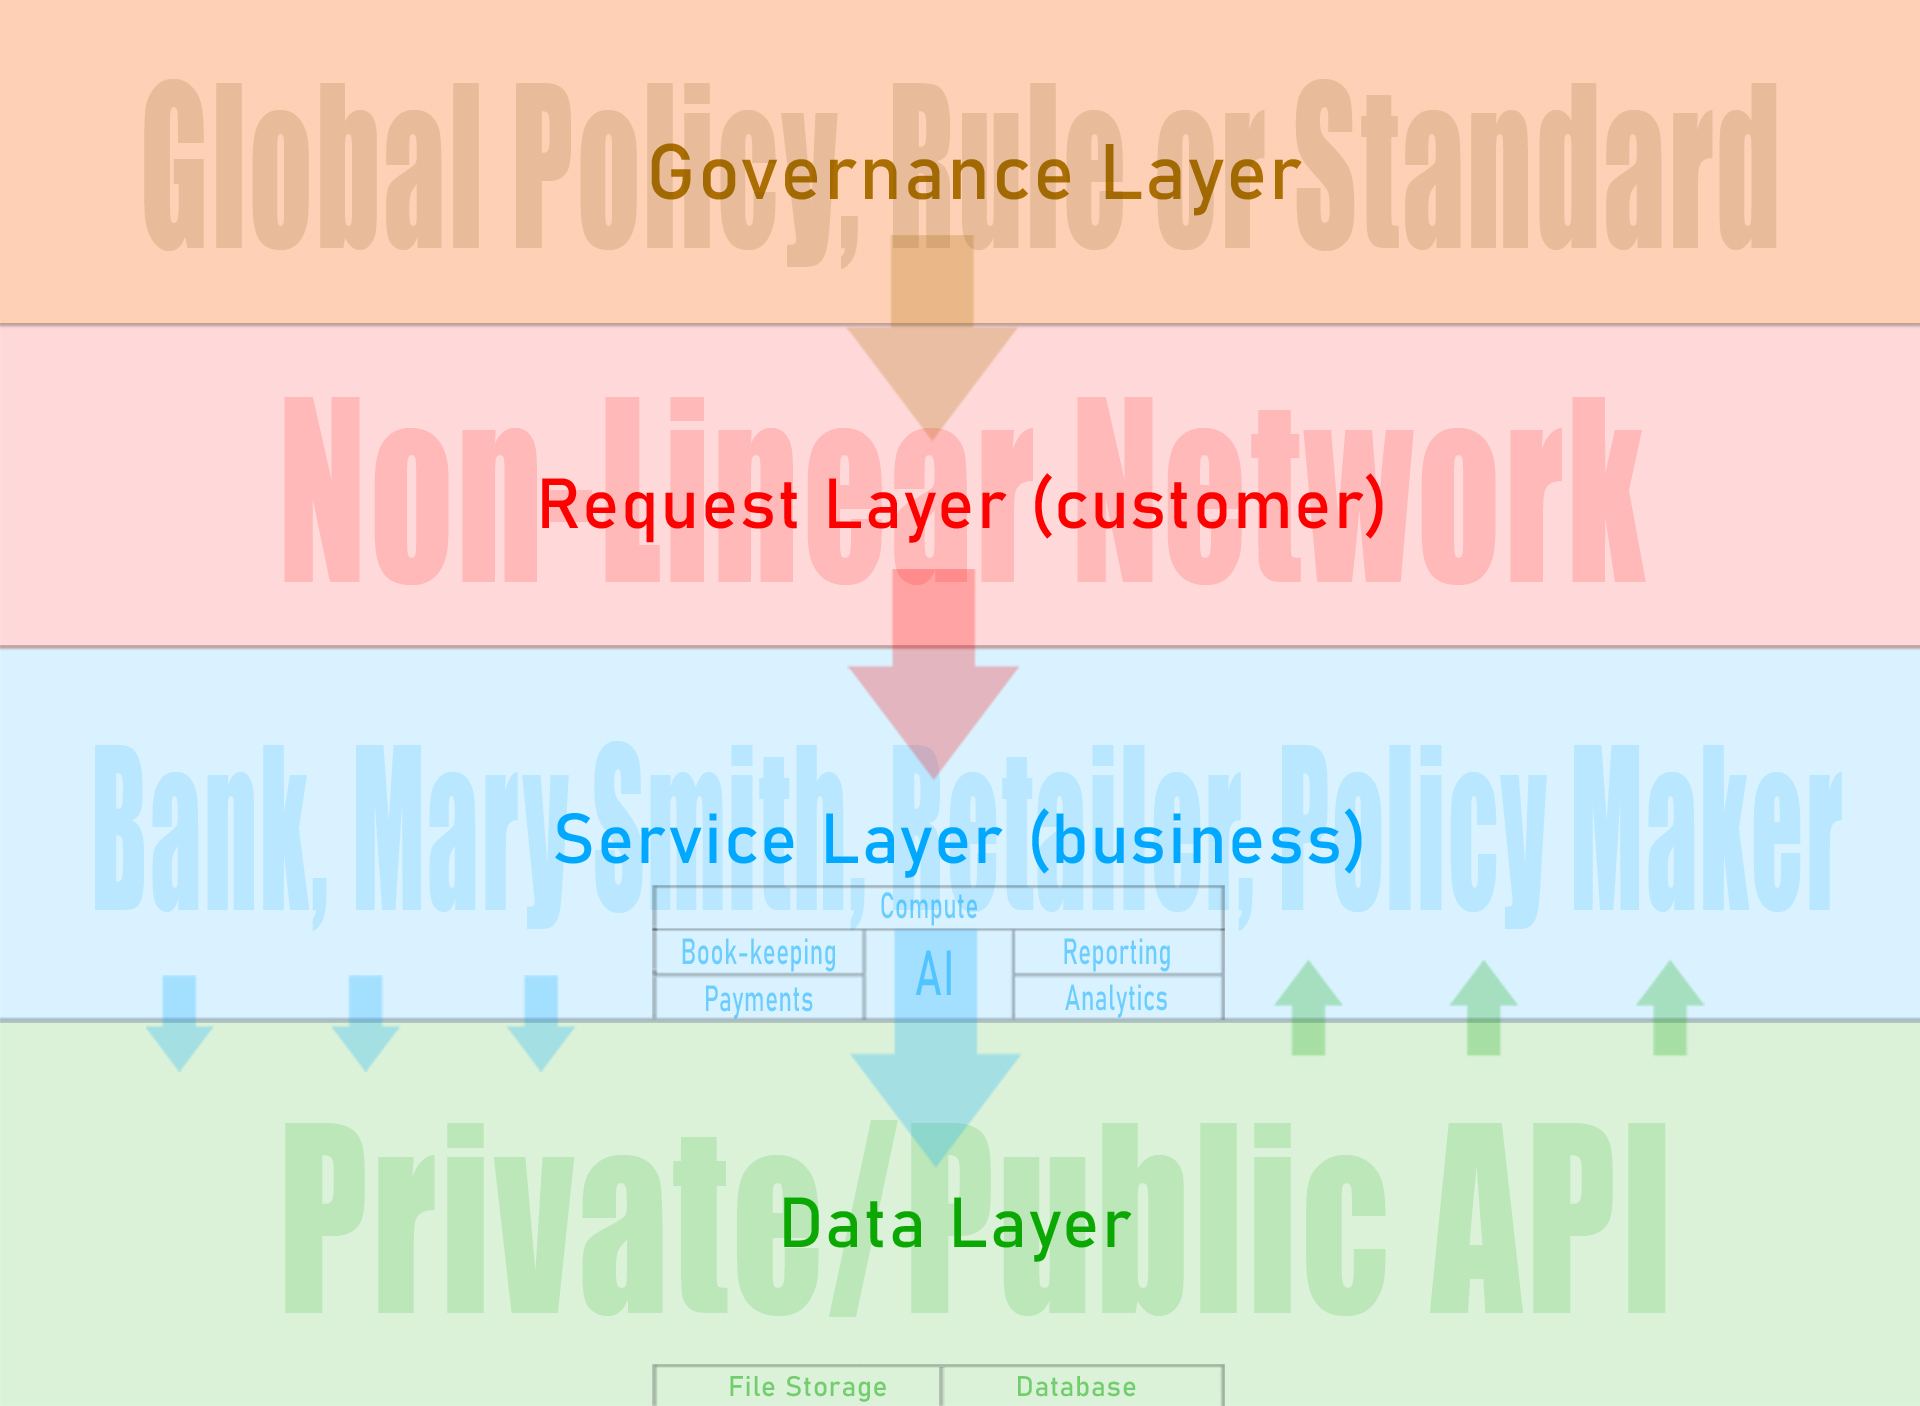 Global Policy, Rule or Standard
Governance Layer
Non-Linear Network
Request Layer (customer)
Bank, Mary Smith, Retailer, Policy Maker
Service Layer (business)
Compute
Book-keeping
AI
Reporting
Payments
Analytics
Private/Public API
Data Layer
File Storage
Database